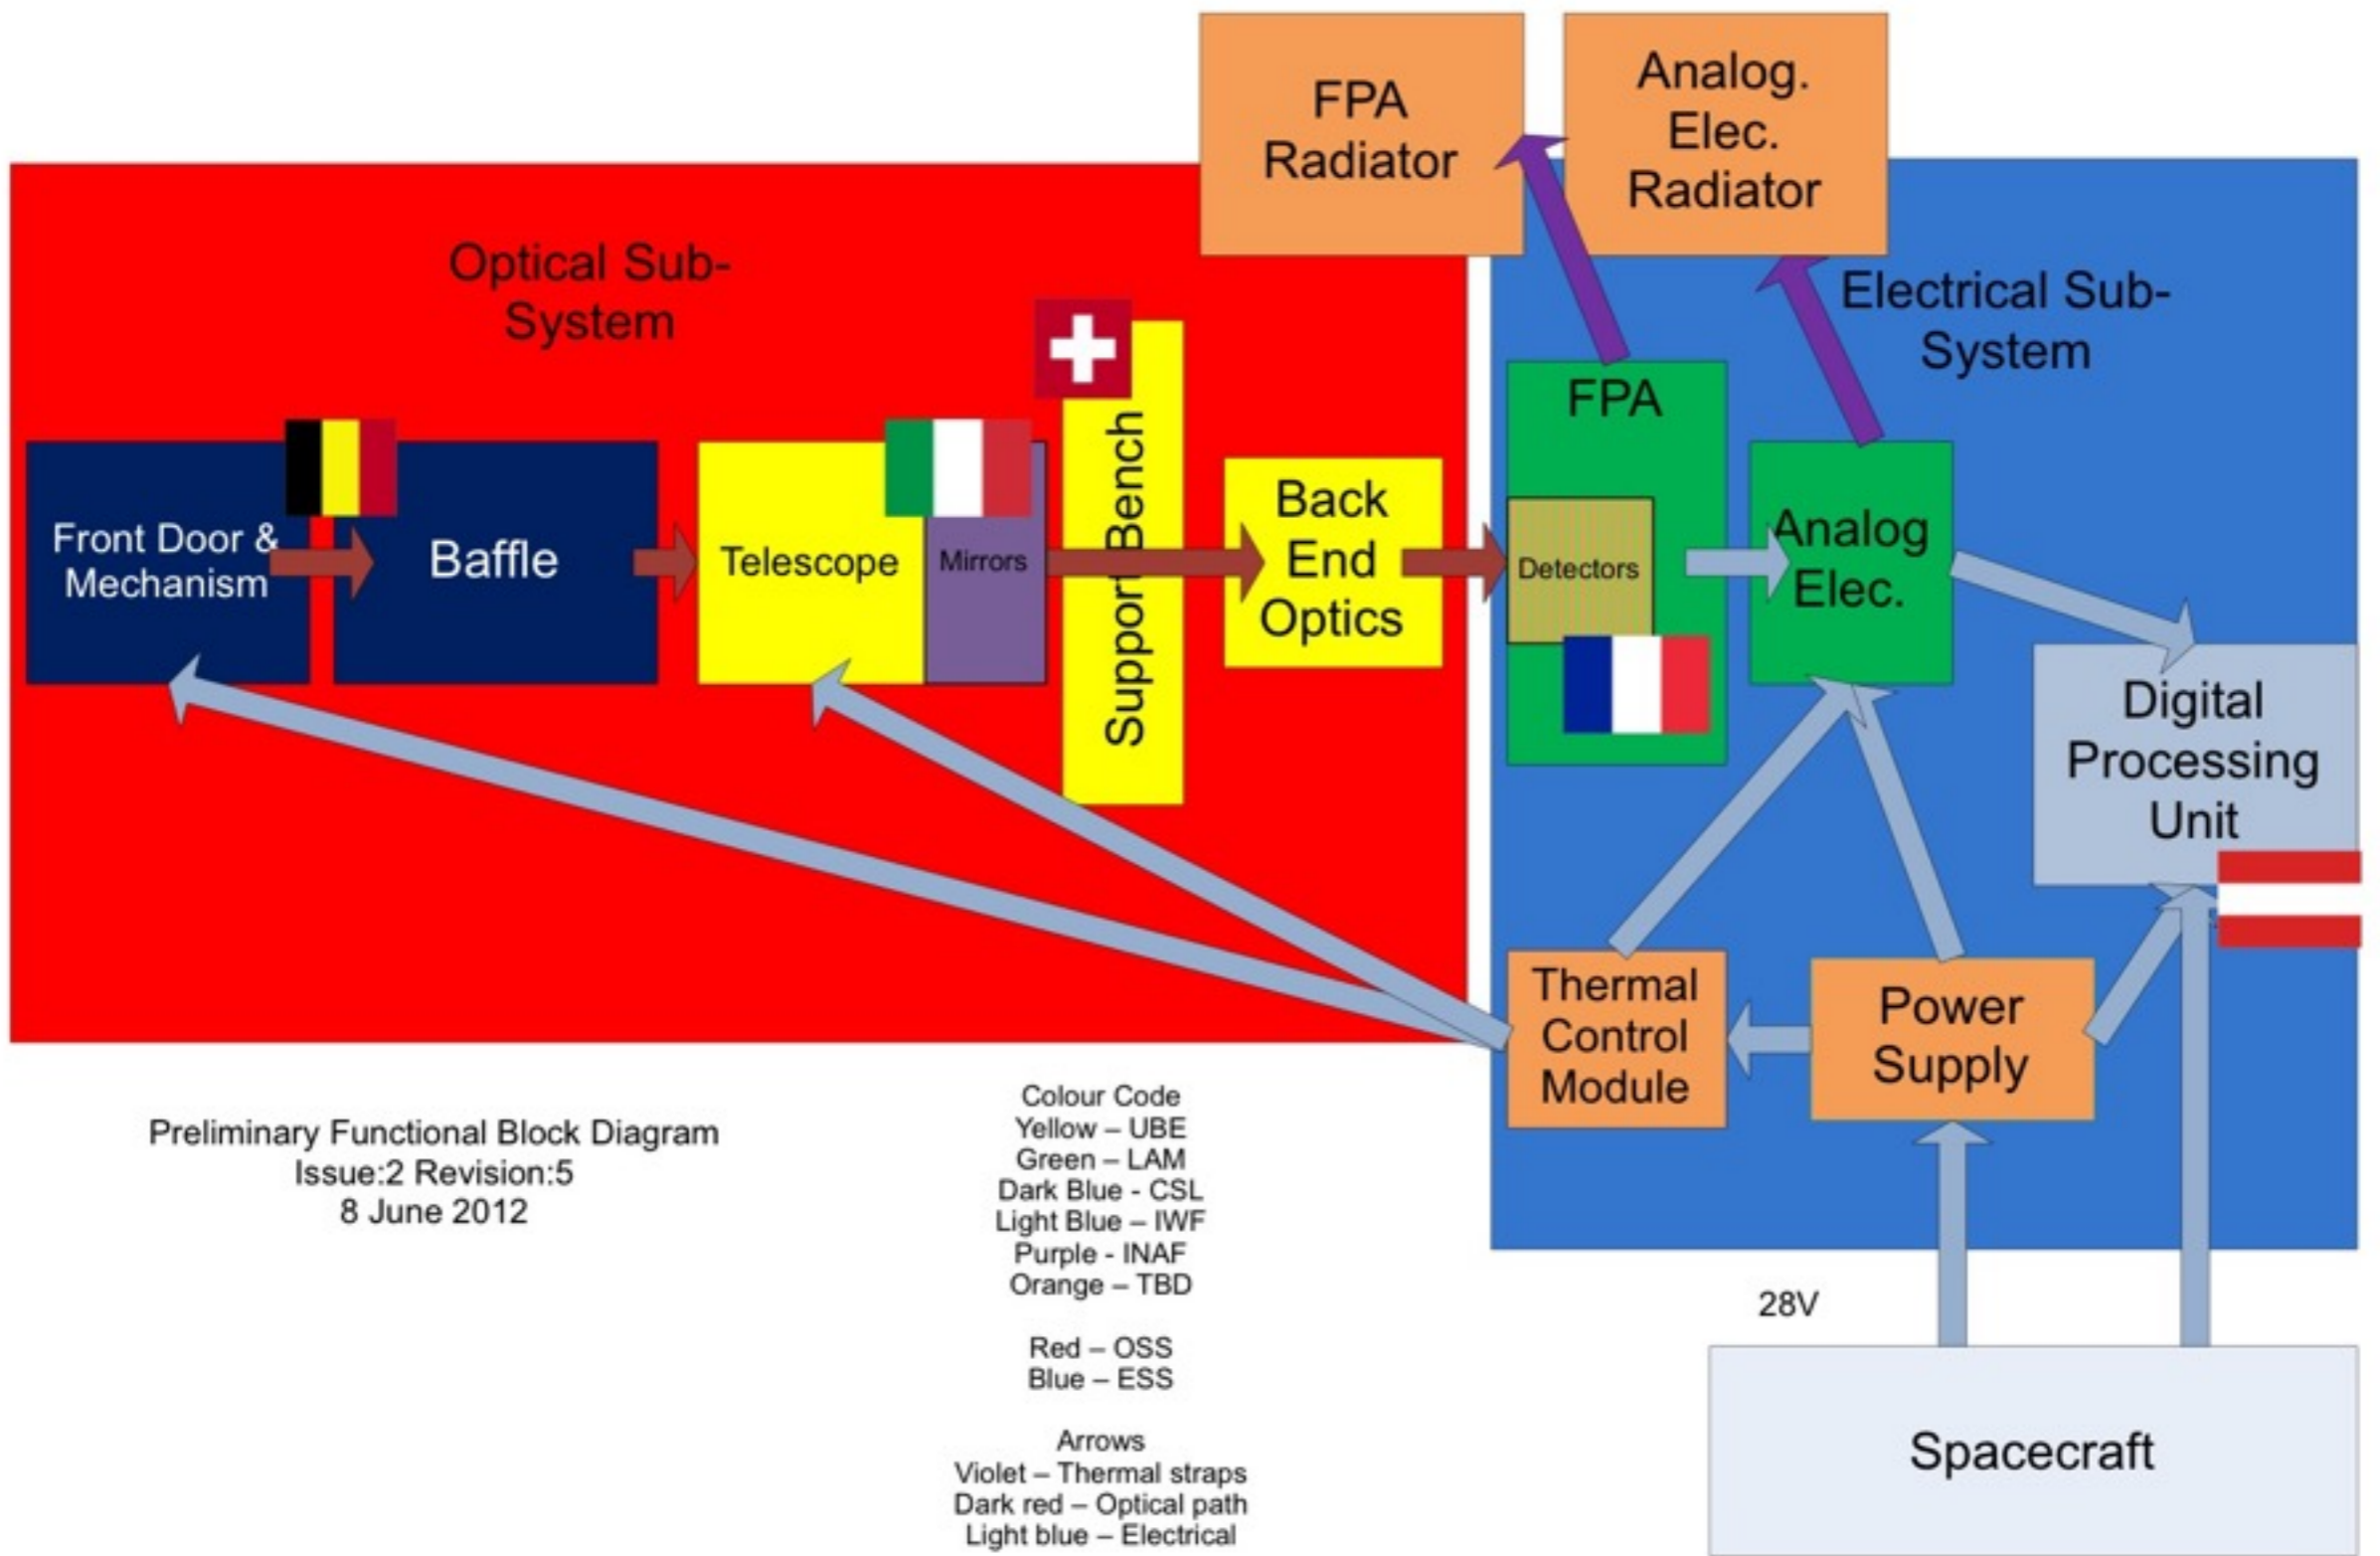 FPA
Radiator
Analog.
Elec.
Radiator
Optical Sub-
System
Electrical Sub-
System
Front Door &
Mechanism
Baffle
Telescope
Mirrors
Support Bench
Back
End
Optics
FPA
Detectors
Analog
Elec.
Digital
Processing
Unit
Thermal
Control
Module
Power
Supply
Preliminary Functional Block Diagram
Issue:2 Revision:5
8 June 2012
Colour Code
Yellow – UBE
Green – LAM
Dark Blue - CSL
Light Blue – IWF
Purple - INAF
Orange – TBD
Red – OSS
Blue – ESS
Arrows
Violet – Thermal straps
Dark red – Optical path
Light blue – Electrical
28V
Spacecraft